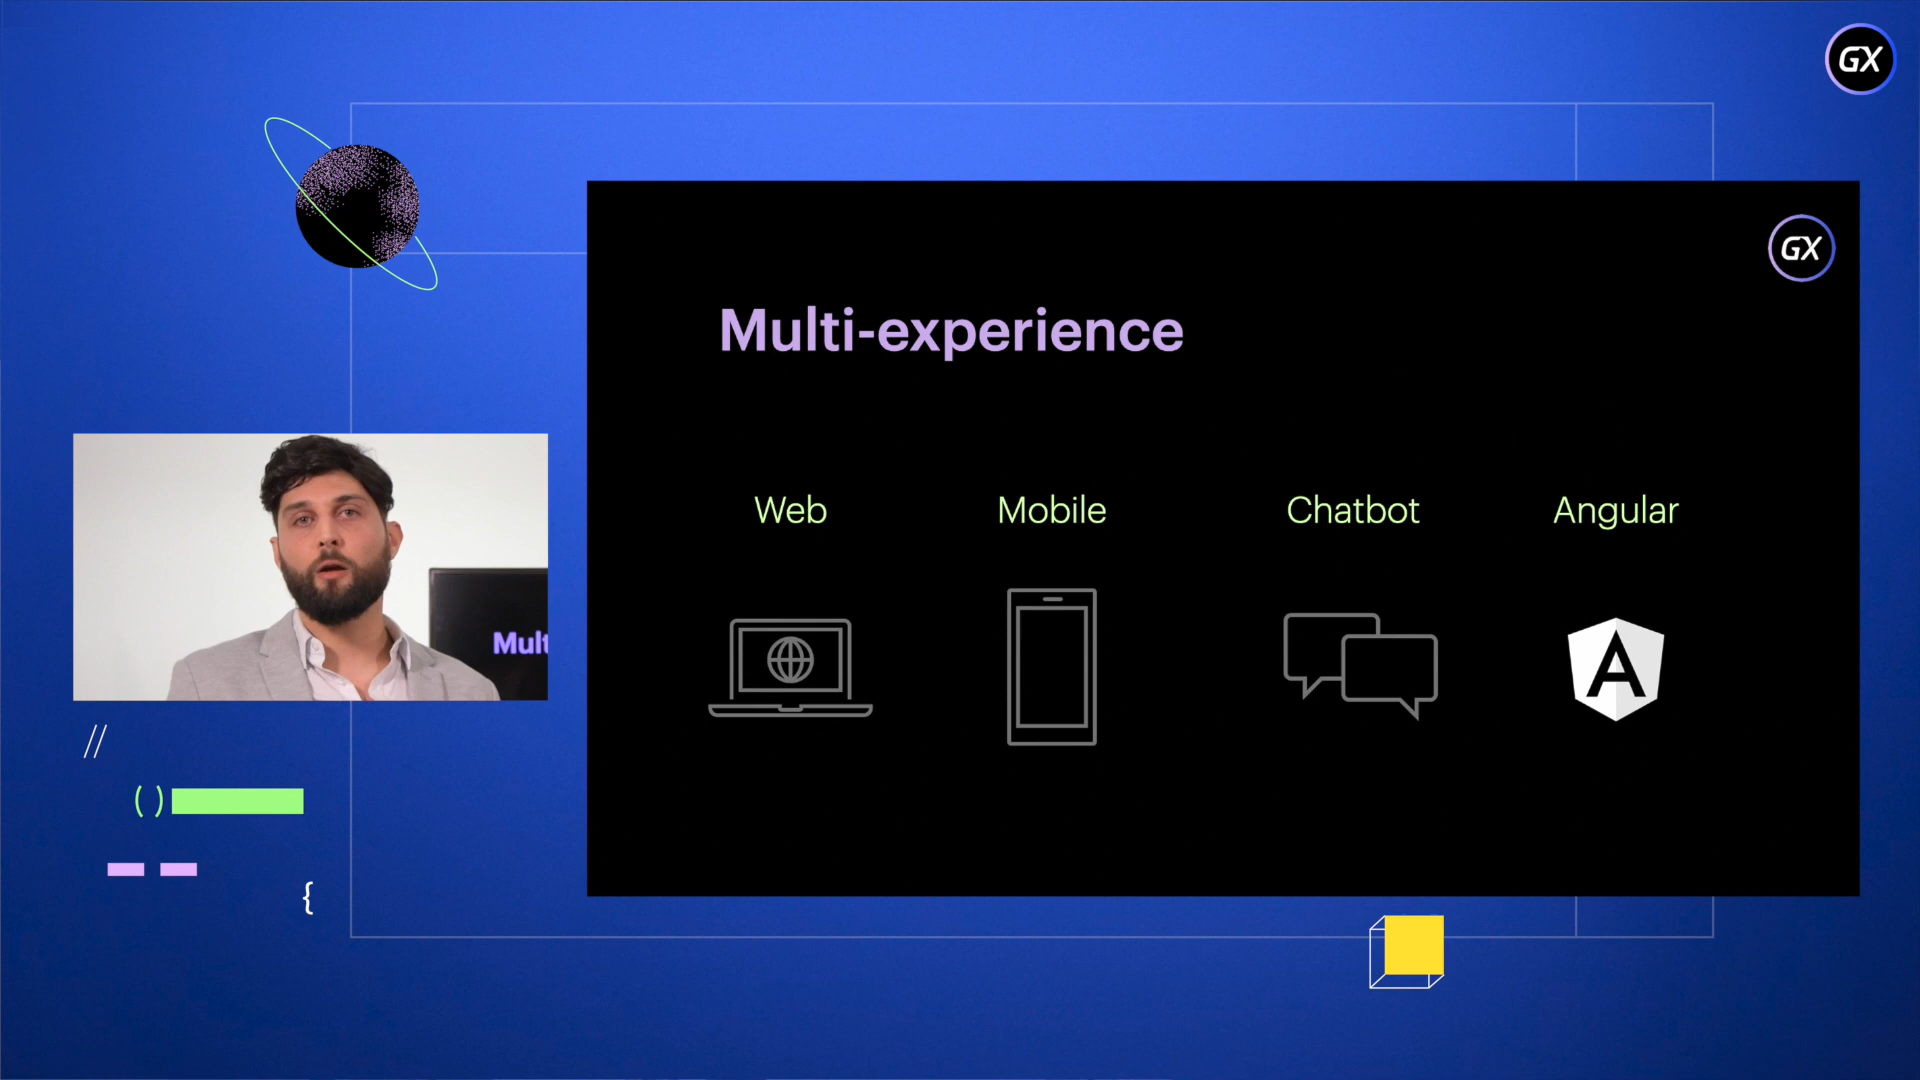 GX
GX
Multi-experience
Web Mobile Chatbot Angular
A
Mult
//
( )
{